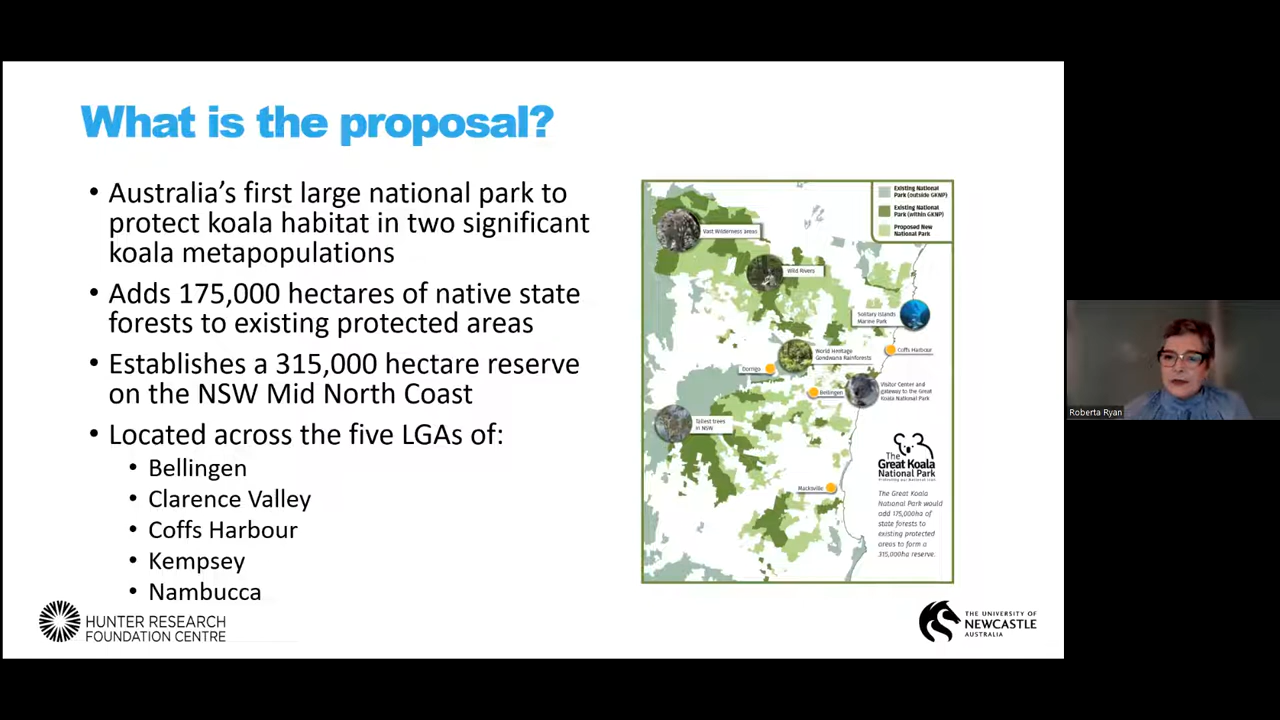 What is the proposal?
• Australia's first large national park to
protect koala habitat in two significant
koala metapopulations
• Adds 175,000 hectares of native state
forests to existing protected areas
• Establishes a 315,000 hectare reserve
on the NSW Mid North Coast
• Located across the five LGAs of:
• Bellingen
• Clarence Valley
• Coffs Harbour
• Kempsey
• Nambucca
HUNTER RESEARCH
FOUNDATION CENTRE
Existing National
Park (outside GKNP)
Existing National
Park (within GKNP)
Proposed New
National Park
Vast Wilderness areas
Wild Rivers
Solitary Islands
Marine Park
Coffs Harbour
World Heritage
Gondwana Rainforests
Dorrigo
Bellingen
Visitor Center and
gateway to the Great
Koala National Park
Tallest trees
in NSW
Macksville
The
Great Koala
National Park
Protecting our national icon
The Great Koala
National Park would
add 175,000ha of
state forests to
existing protected
areas to form a
315,000ha reserve.
THE UNIVERSITY OF
NEWCASTLE
AUSTRALIA
Roberta Ryan